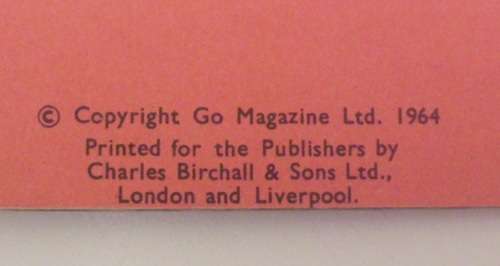 © Copyright Go Magazine Ltd. 1964
Printed for the Publishers by
Charles Birchall & Sons Ltd.,
London and Liverpool.